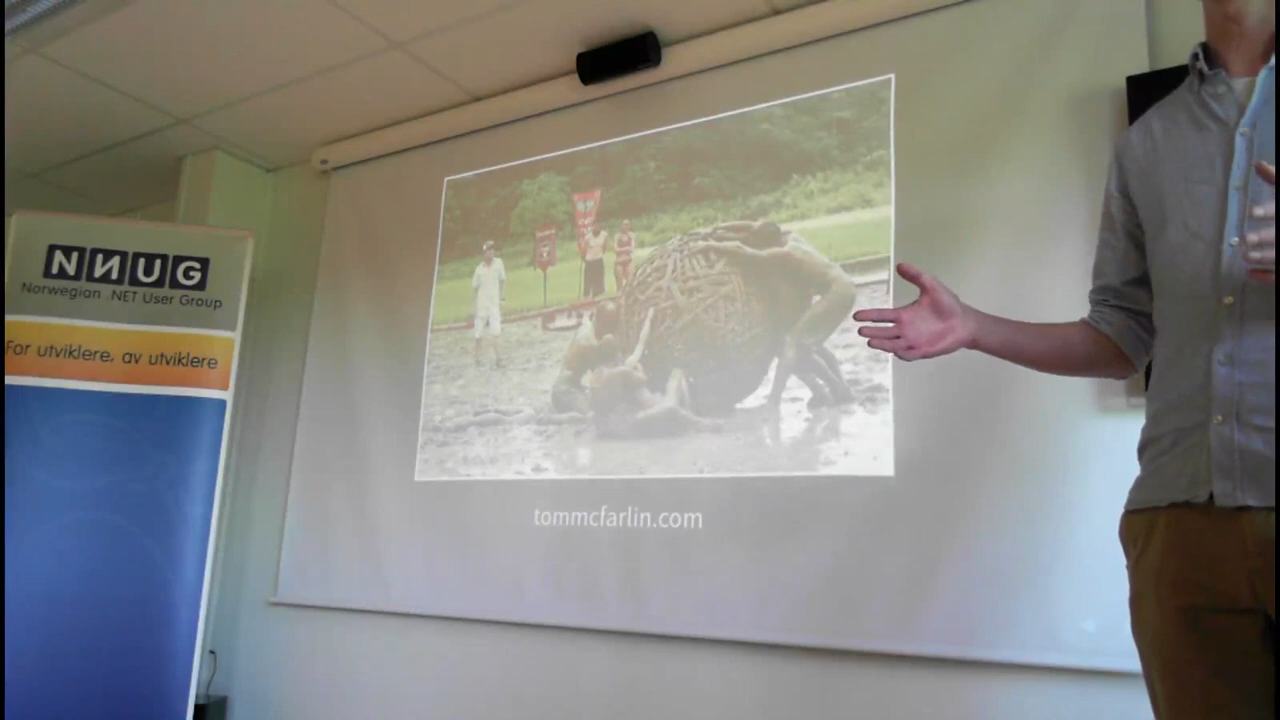 NNUG
Norwegian .NET User Group
For utviklere, av utviklere
tommcfarlin.com